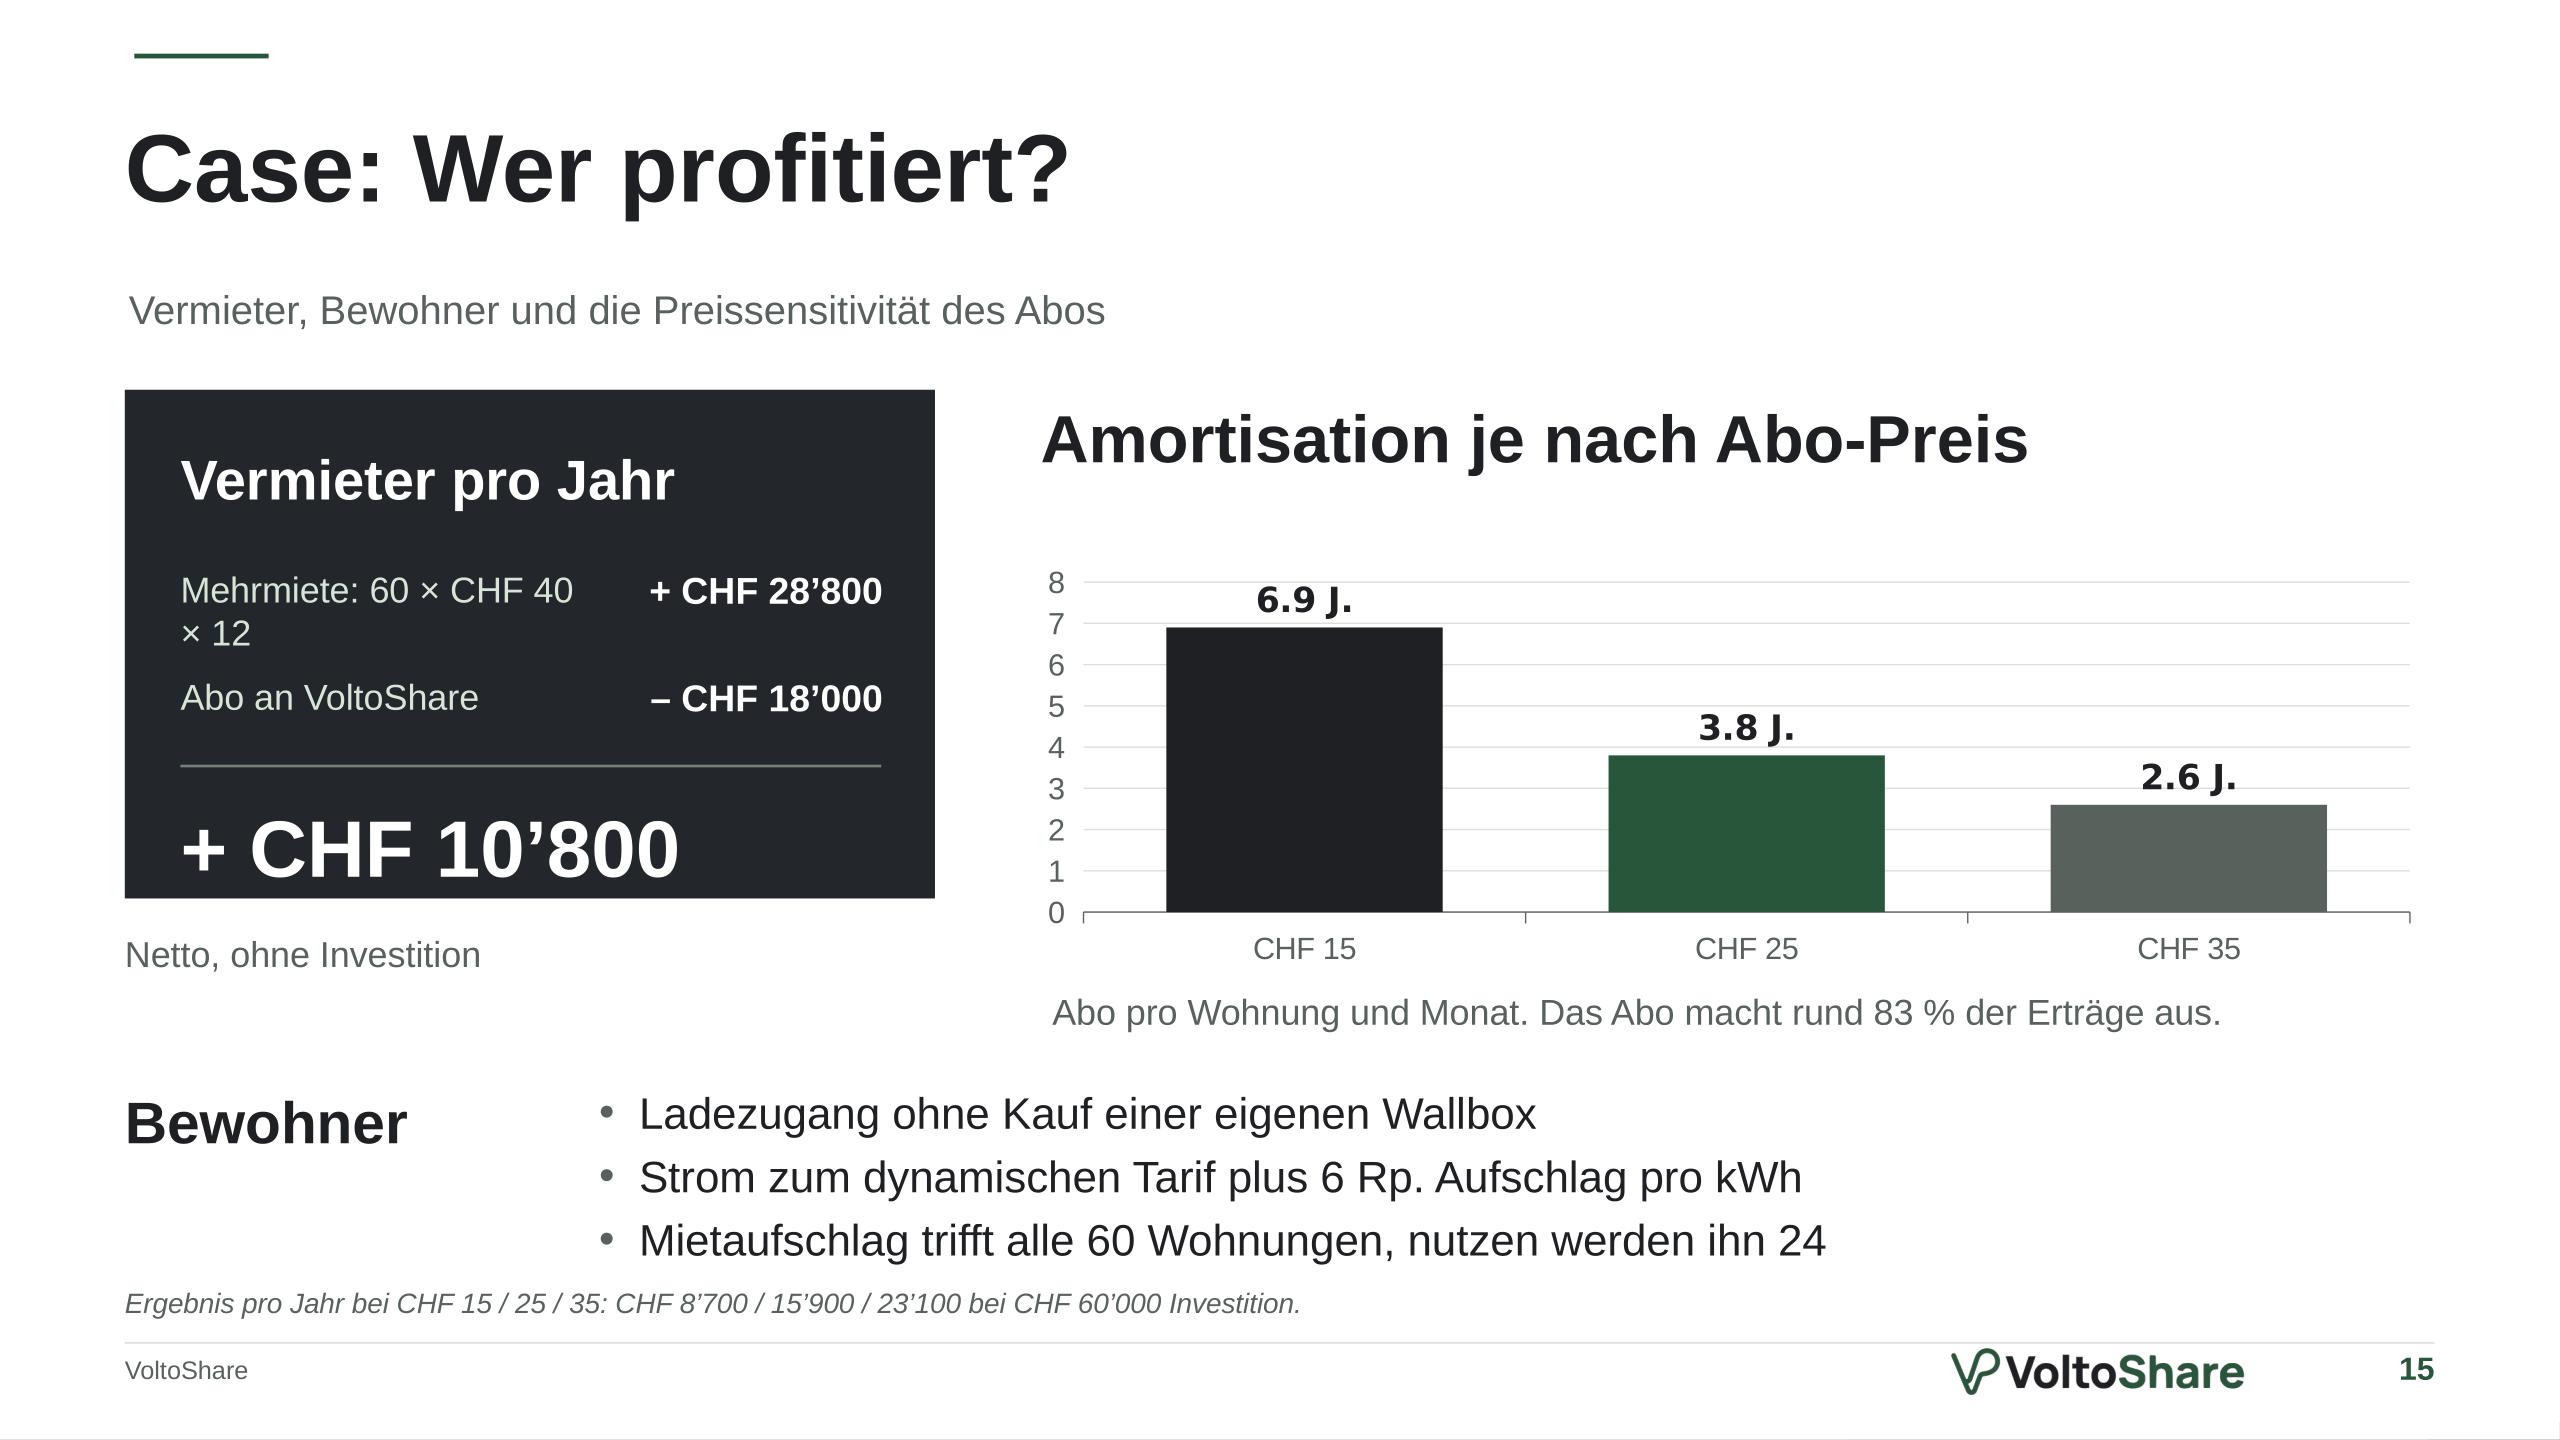 Case: Wer profitiert?
Vermieter, Bewohner und die Preissensitivität des Abos
Vermieter pro Jahr
Mehrmiete: 60 × CHF 40 + CHF 28’800
× 12
Abo an VoltoShare – CHF 18’000
+ CHF 10’800
Netto, ohne Investition
Amortisation je nach Abo-Preis
8
7
6
5
4
3
2
1
0
6.9 J.
3.8 J.
2.6 J.
CHF 15 CHF 25 CHF 35
Abo pro Wohnung und Monat. Das Abo macht rund 83 % der Erträge aus.
Bewohner
• Ladezugang ohne Kauf einer eigenen Wallbox
• Strom zum dynamischen Tarif plus 6 Rp. Aufschlag pro kWh
• Mietaufschlag trifft alle 60 Wohnungen, nutzen werden ihn 24
Ergebnis pro Jahr bei CHF 15 / 25 / 35: CHF 8’700 / 15’900 / 23’100 bei CHF 60’000 Investition.
VoltoShare
VoltoShare
15